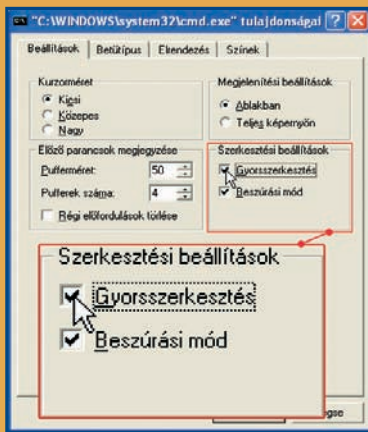 "C:\WINDOWS\system32\cmd.exe" tulajdonságai
Beállítások Betűtípus Elrendezés Színek
Kurzorméret
Kicsi
Közepes
Nagy
Megjelenítési beállítások
Ablakban
Teljes képernyőn
Előző parancsok megjegyzése
Pufferméret: 50
Pufferek száma: 4
Régi előfordulások törlése
Szerkesztési beállítások
Gyorsszerkesztés
Beszúrási mód
Szerkesztési beállítások
Gyorsszerkesztés
Beszúrási mód